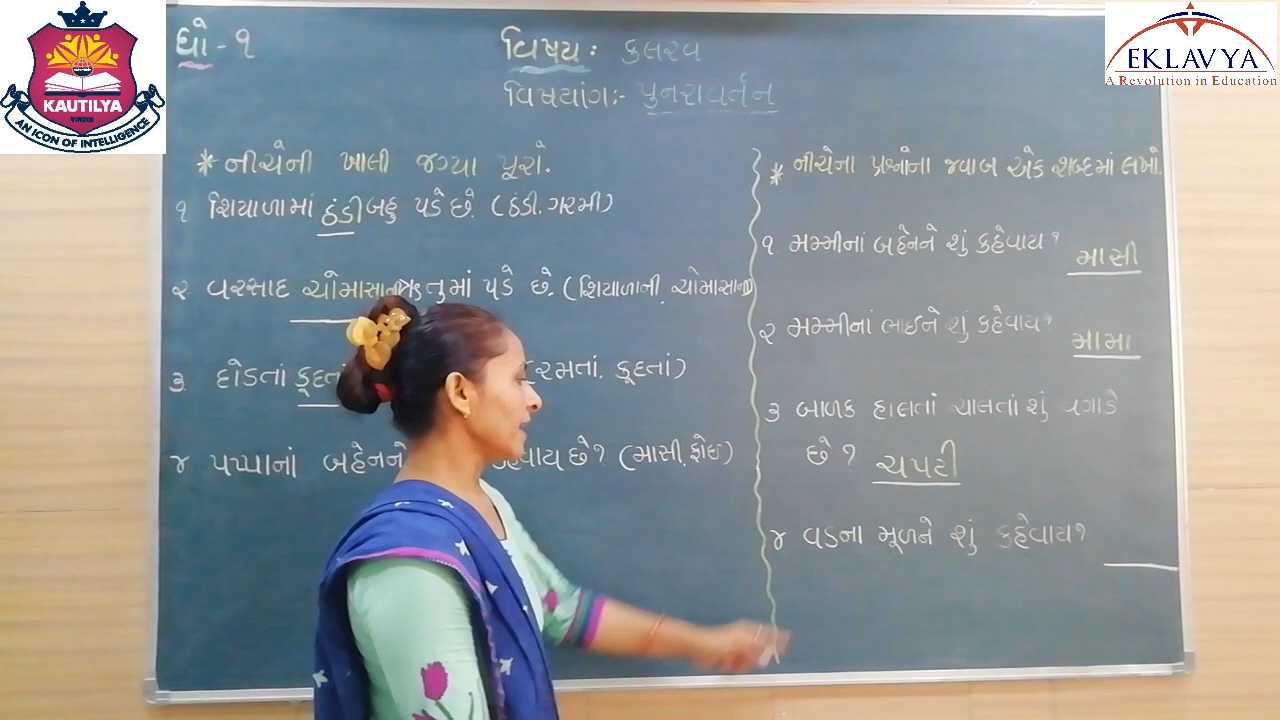 KAUTILYA
VINZOL
AN ICON OF INTELLIGENCE
EKLAVYA
A Revolution in Education
ધો - ૧
વિષય : કલરવ
વિષયાંગ :- પુનરાવર્તન
* નીચેની ખાલી જગ્યા પૂરો.
૧ શિયાળામાં ઠંડી બહુ પડે છે. (ઠંડી, ગરમી)
૨ વરસાદ ચોમાસાની ઋતુમાં પડે છે. (શિયાળાની, ચોમાસાની)
૩ દોડતાં કૂદતાં (રમતાં, કૂદતાં)
૪ પપ્પાનાં બહેનને કહેવાય છે? (માસી, ફોઈ)
* નીચેના પ્રશ્નોના જવાબ એક શબ્દમાં લખો.
૧ મમ્મીનાં બહેનને શું કહેવાય? માસી
૨ મમ્મીનાં ભાઈને શું કહેવાય? મામા
૩ બાળક હાલતાં ચાલતાં શું વગાડે
છે? ચપટી
૪ વડના મૂળને શું કહેવાય?